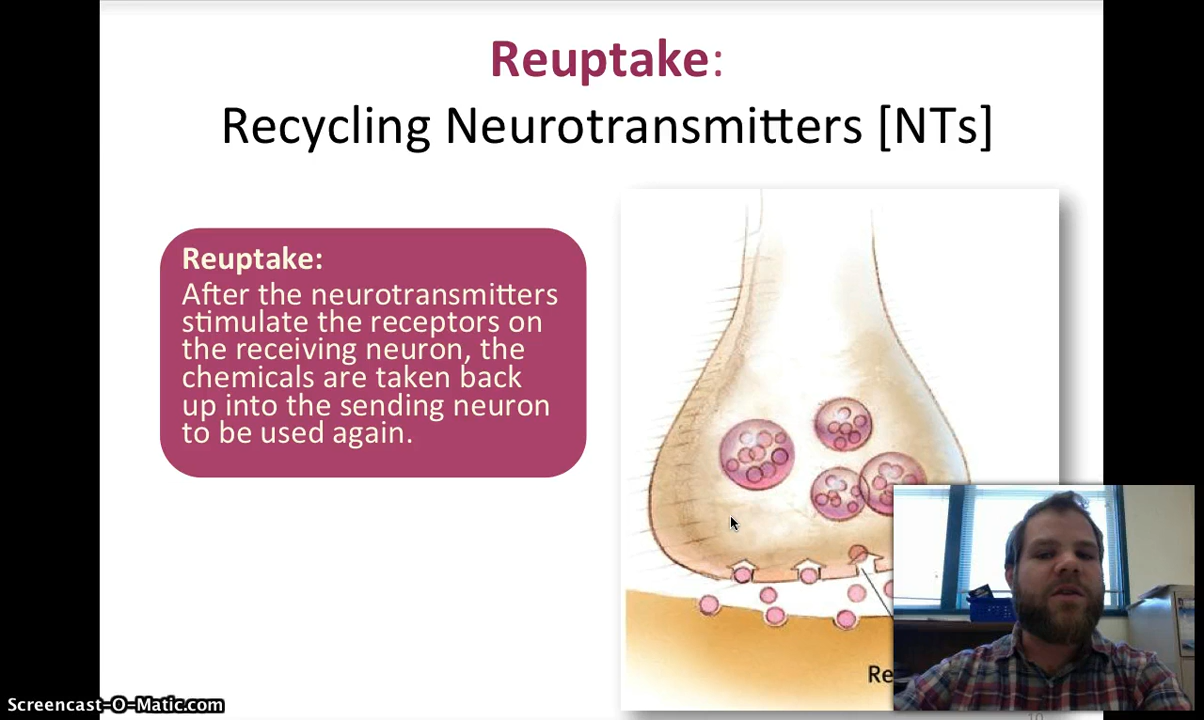 Reuptake:
Recycling Neurotransmitters [NTs]
Reuptake:
After the neurotransmitters
stimulate the receptors on
the receiving neuron, the
chemicals are taken back
up into the sending neuron
to be used again.
Screencast-O-Matic.com